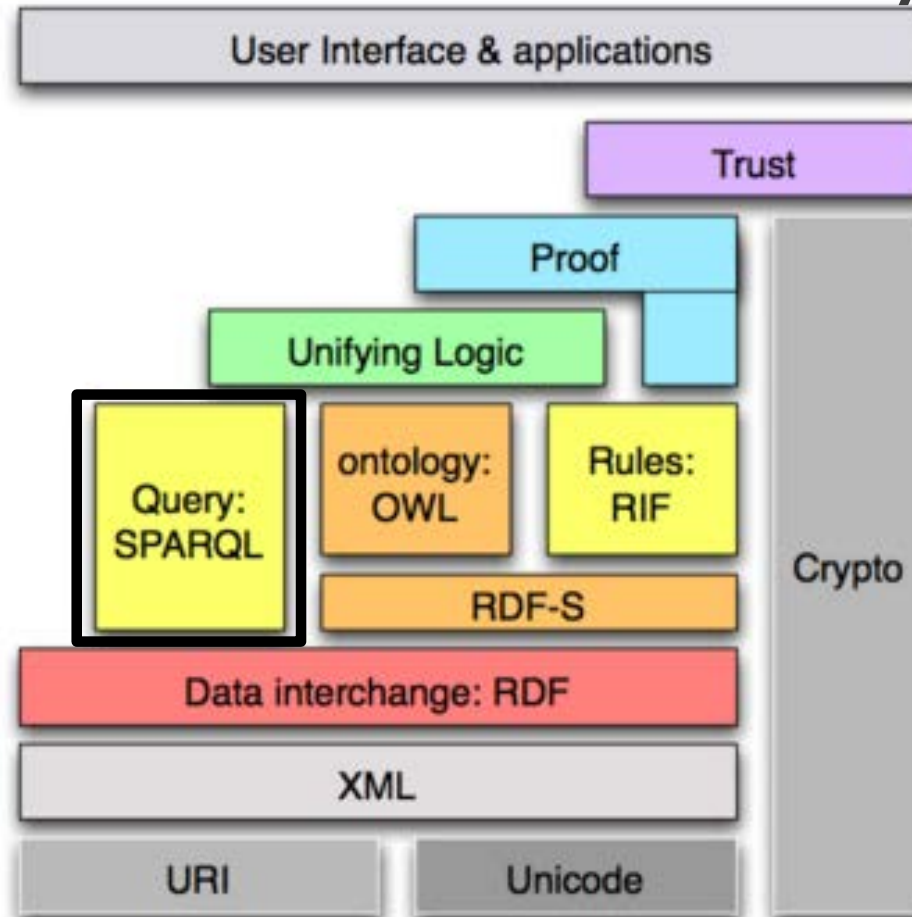 User Interface & applications
Trust
Proof
Unifying Logic
Query:
SPARQL
ontology:
OWL
Rules:
RIF
Crypto
RDF-S
Data interchange: RDF
XML
URI
Unicode